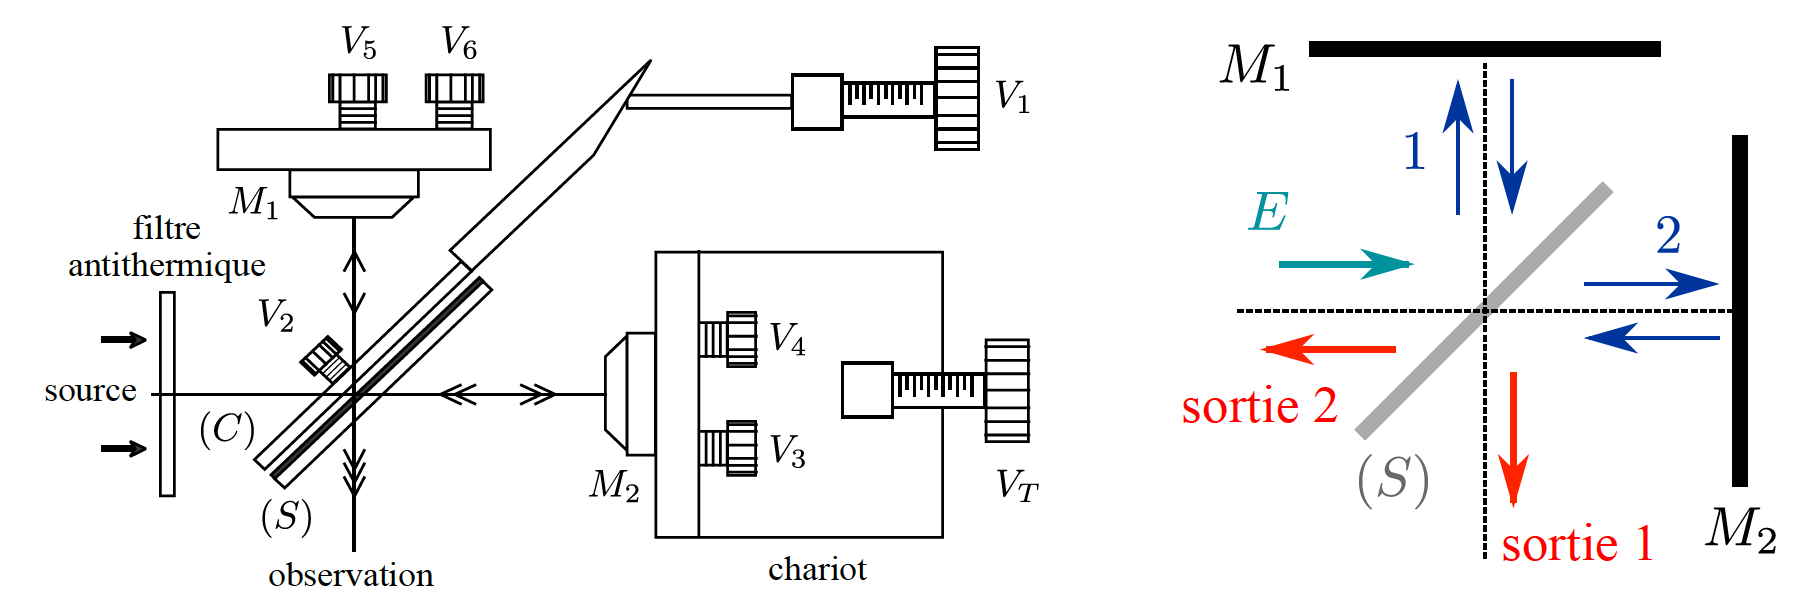 V5
V6
V1
M1
filtre
antithermique
V2
source
(C)
(S)
observation
V4
V3
M2
VT
chariot
M1
1
E
2
sortie 2
(S)
sortie 1
M2